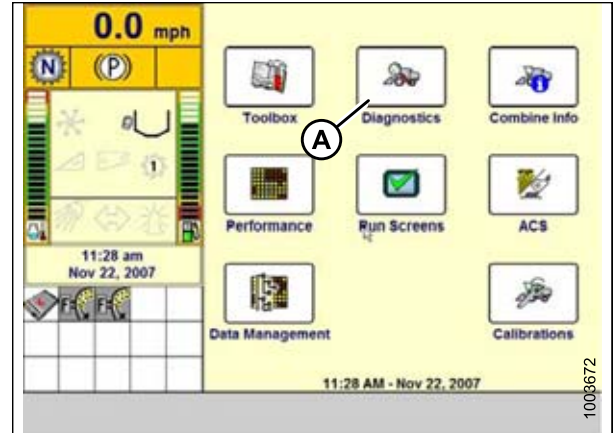 0.0 mph
N (P)
1
11:28 am
Nov 22, 2007
F F
Toolbox
Diagnostics
Combine Info
A
Performance
Run Screens
ACS
Data Management
Calibrations
11:28 AM - Nov 22, 2007
1003672